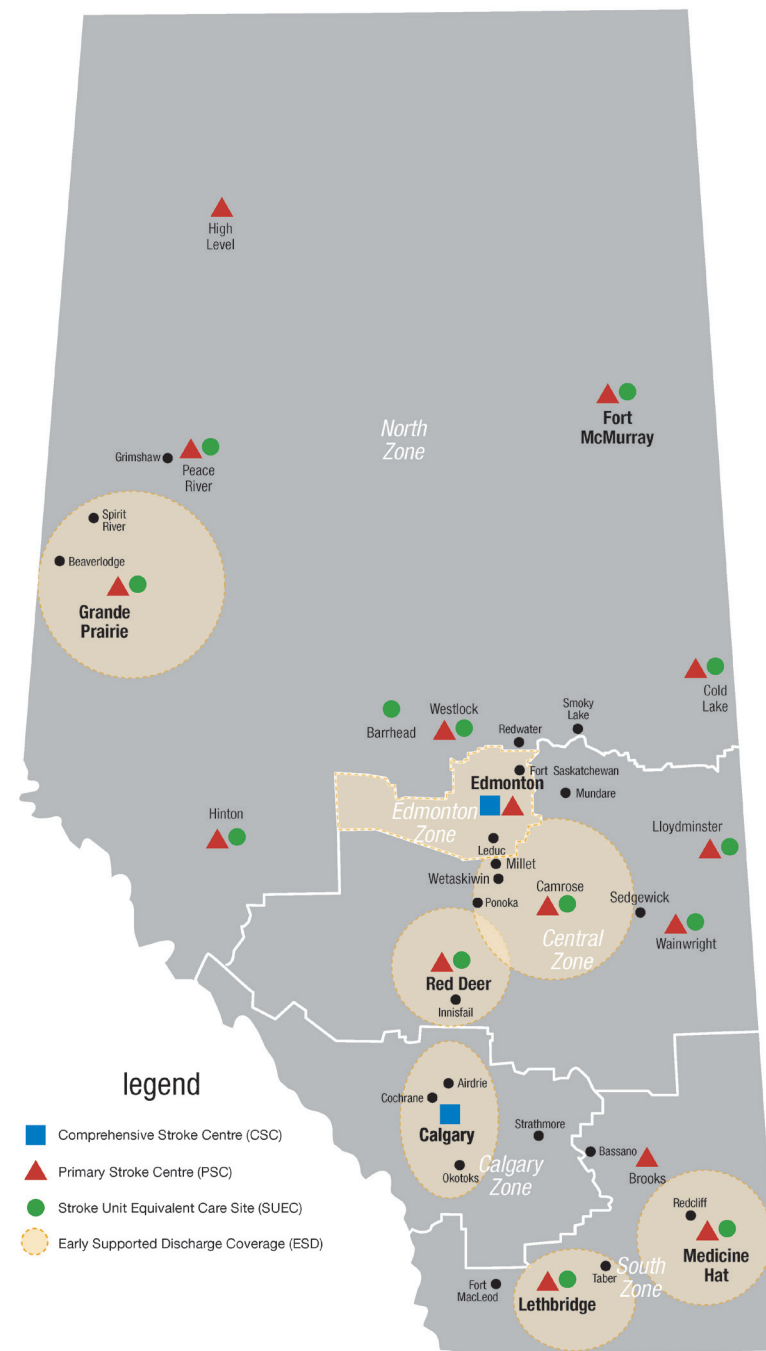 High
Level
North
Zone
Fort
McMurray
Grimshaw
Peace
River
Spirit
River
Beaverlodge
Grande
Prairie
Cold
Lake
Smoky
Lake
Westlock
Barrhead
Redwater
Fort Saskatchewan
Edmonton
Mundare
Edmonton
Zone
Hinton
Lloydminster
Leduc
Millet
Wetaskiwin
Camrose
Sedgewick
Ponoka
Central
Zone
Wainwright
Red Deer
Innisfail
Airdrie
Cochrane
Calgary
Strathmore
Okotoks
Calgary
Zone
Bassano
Brooks
Redcliff
Medicine
Hat
South
Zone
Taber
Fort
MacLeod
Lethbridge
legend
Comprehensive Stroke Centre (CSC)
Primary Stroke Centre (PSC)
Stroke Unit Equivalent Care Site (SUEC)
Early Supported Discharge Coverage (ESD)